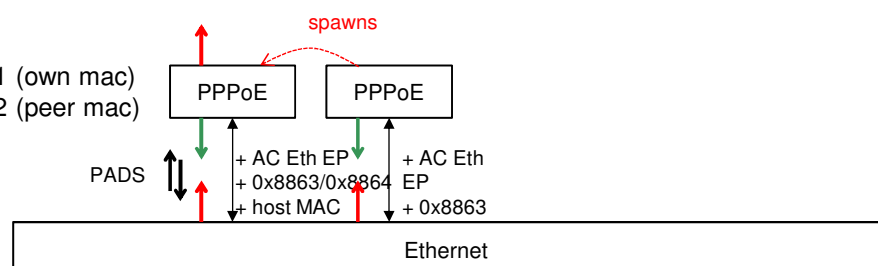 spawns
1 (own mac)
2 (peer mac)
PPPoE
PPPoE
PADS
+ AC Eth EP
+ 0x8863/0x8864
+ host MAC
+ AC Eth
EP
+ 0x8863
Ethernet